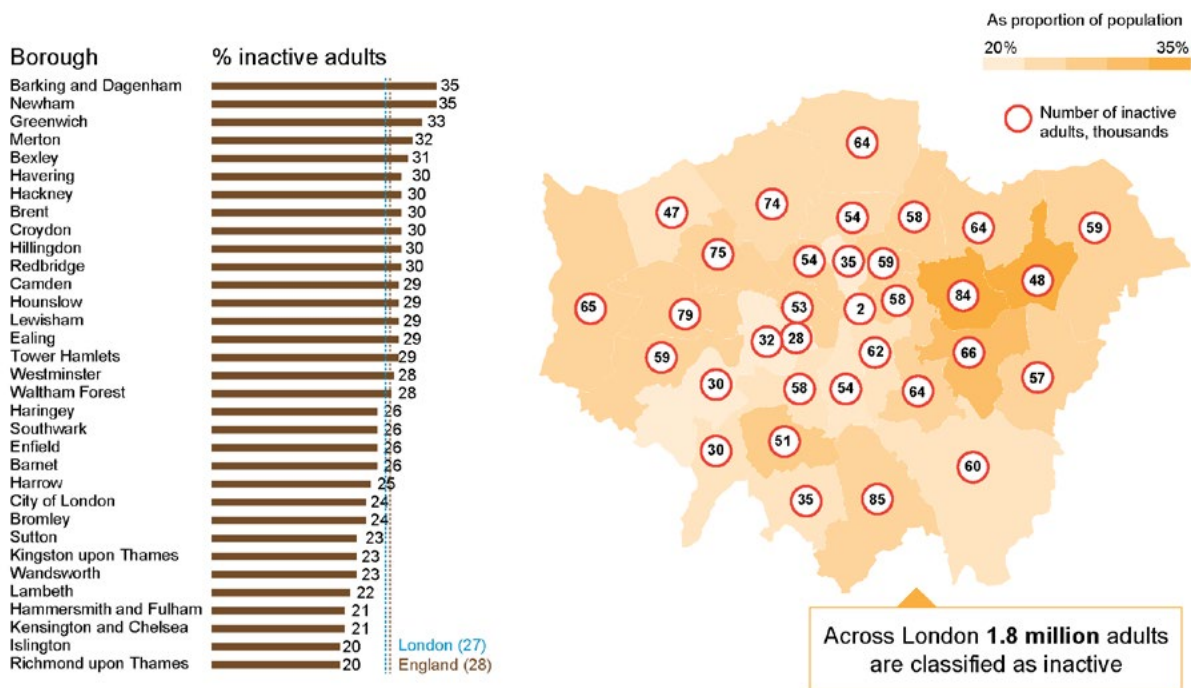 Borough % inactive adults
Barking and Dagenham 35
Newham 35
Greenwich 33
Merton 32
Bexley 31
Havering 30
Hackney 30
Brent 30
Croydon 30
Hillingdon 30
Redbridge 30
Camden 29
Hounslow 29
Lewisham 29
Ealing 29
Tower Hamlets 29
Westminster 28
Waltham Forest 28
Haringey 26
Southwark 26
Enfield 26
Barnet 26
Harrow 25
City of London 24
Bromley 24
Sutton 23
Kingston upon Thames 23
Wandsworth 23
Lambeth 22
Hammersmith and Fulham 21
Kensington and Chelsea 21
Islington 20
Richmond upon Thames 20
London (27)
England (28)
As proportion of population
20% 35%
Number of inactive
adults, thousands
64
47 74 54 58 64 59
75 54 35 59 48
65 79 53 2 58 84
59 32 28 62 66
30 58 54 64 57
30 51 60
35 85
Across London 1.8 million adults
are classified as inactive